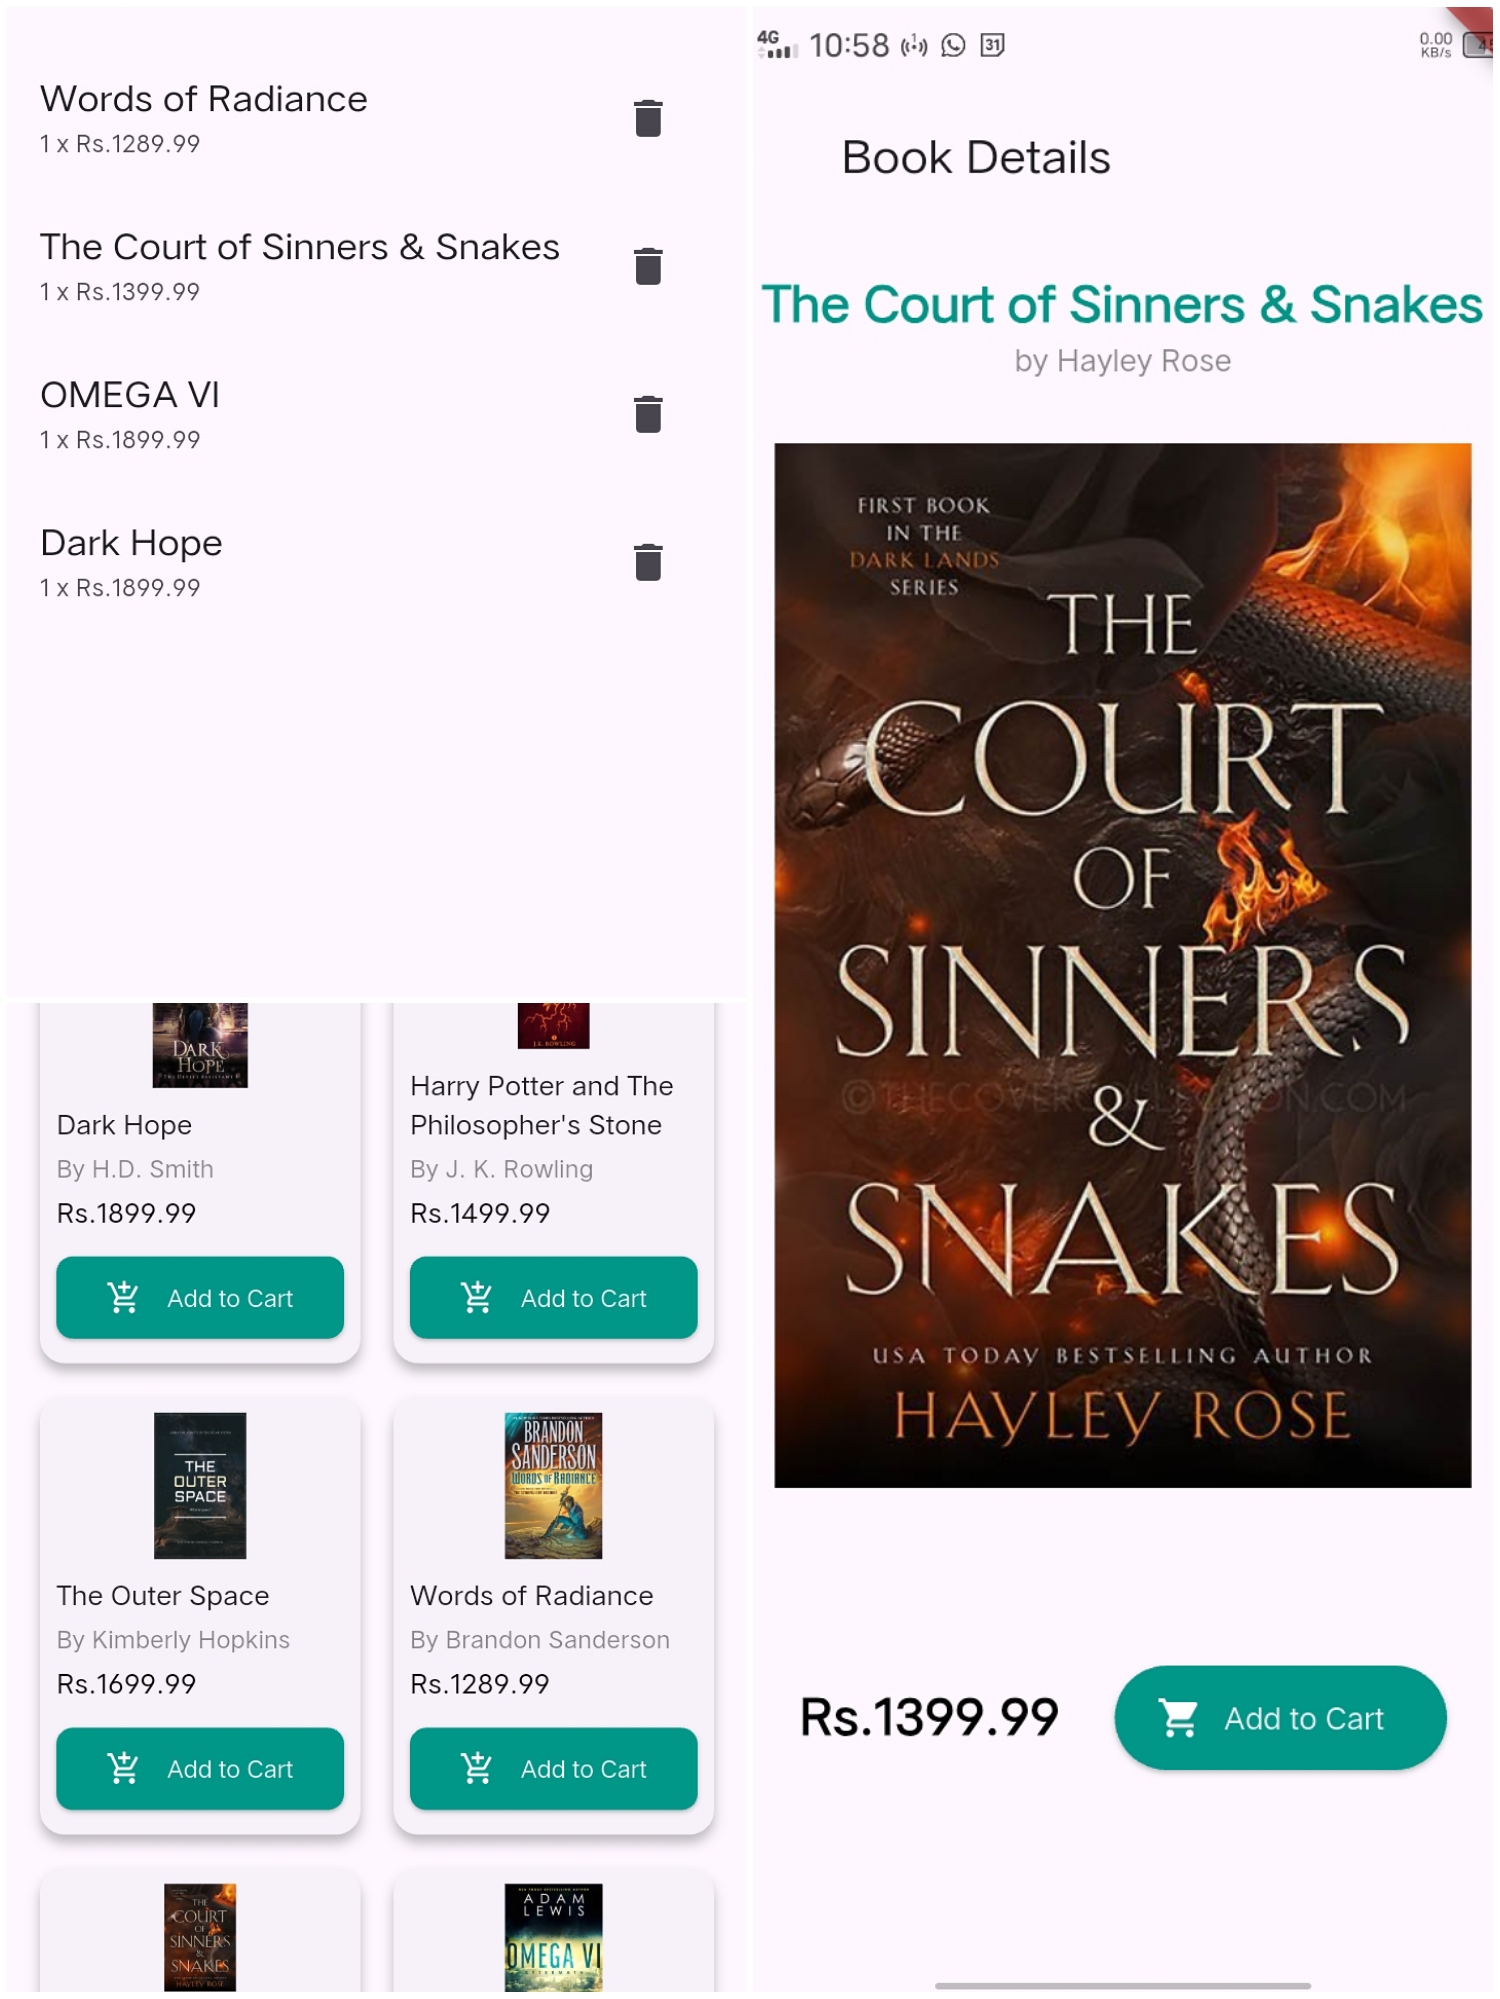 Words of Radiance
1 x Rs.1289.99
The Court of Sinners & Snakes
1 x Rs.1399.99
OMEGA VI
1 x Rs.1899.99
Dark Hope
1 x Rs.1899.99
DARK
HOPE
J.K. ROWLING
Dark Hope
By H.D. Smith
Rs.1899.99
Add to Cart
Harry Potter and The
Philosopher's Stone
By J. K. Rowling
Rs.1499.99
Add to Cart
THE
OUTER
SPACE
The Outer Space
By Kimberly Hopkins
Rs.1699.99
Add to Cart
BRANDON
SANDERSON
WORDS OF RADIANCE
Words of Radiance
By Brandon Sanderson
Rs.1289.99
Add to Cart
THE
COURT
OF
SINNERS
&
SNAKES
HAYLEY ROSE
ADAM
LEWIS
OMEGA VI
4G
10:58
31
0.00
KB/s
Book Details
The Court of Sinners & Snakes
by Hayley Rose
FIRST BOOK
IN THE
DARK LANDS
SERIES
THE
COURT
OF
SINNERS
©THECOVERCOLLECTION.COM
&
SNAKES
USA TODAY BESTSELLING AUTHOR
HAYLEY ROSE
Rs.1399.99
Add to Cart